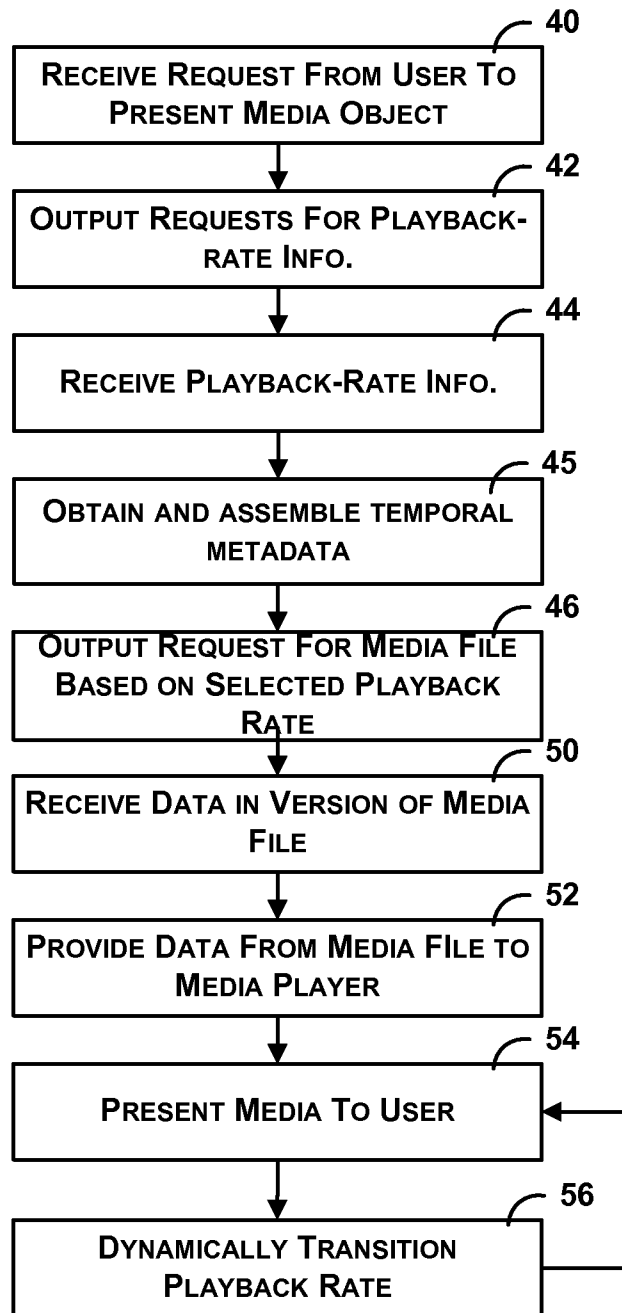 40
RECEIVE REQUEST FROM USER TO
PRESENT MEDIA OBJECT
42
OUTPUT REQUESTS FOR PLAYBACK-
RATE INFO.
44
RECEIVE PLAYBACK-RATE INFO.
45
OBTAIN AND ASSEMBLE TEMPORAL
METADATA
46
OUTPUT REQUEST FOR MEDIA FILE
BASED ON SELECTED PLAYBACK
RATE
50
RECEIVE DATA IN VERSION OF MEDIA
FILE
52
PROVIDE DATA FROM MEDIA FILE TO
MEDIA PLAYER
54
PRESENT MEDIA TO USER
56
DYNAMICALLY TRANSITION
PLAYBACK RATE